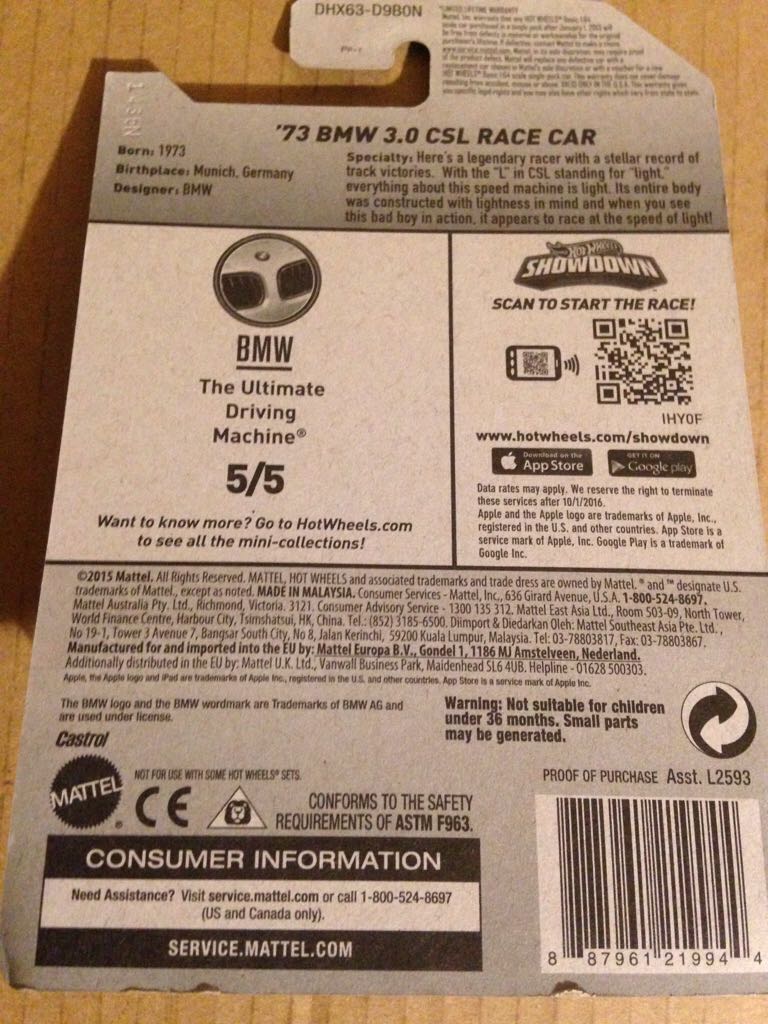 DHX63-D9B0N
*LIMITED LIFETIME WARRANTY
'73 BMW 3.0 CSL RACE CAR
Born: 1973
Birthplace: Munich, Germany
Designer: BMW
Specialty: Here's a legendary racer with a stellar record of
track victories. With the "L" in CSL standing for "light,"
everything about this speed machine is light. Its entire body
was constructed with lightness in mind and when you see
this bad boy in action, it appears to race at the speed of light!
BMW
The Ultimate
Driving
Machine®
5/5
Want to know more? Go to HotWheels.com
to see all the mini-collections!
HOT WHEELS
SHOWDOWN
SCAN TO START THE RACE!
IHY0F
www.hotwheels.com/showdown
Download on the
App Store
GET IT ON
Google play
Data rates may apply. We reserve the right to terminate
these services after 10/1/2016.
Apple and the Apple logo are trademarks of Apple, Inc.,
registered in the U.S. and other countries. App Store is a
service mark of Apple, Inc. Google Play is a trademark of
Google Inc.
©2015 Mattel. All Rights Reserved. MATTEL, HOT WHEELS and associated trademarks and trade dress are owned by Mattel. ® and ™ designate U.S.
trademarks of Mattel, except as noted. MADE IN MALAYSIA. Consumer Services - Mattel, Inc., 636 Girard Avenue, U.S.A. 1-800-524-8697.
Mattel Australia Pty. Ltd., Richmond, Victoria. 3121. Consumer Advisory Service - 1300 135 312. Mattel East Asia Ltd., Room 503-09, North Tower,
World Finance Centre, Harbour City, Tsimshatsui, HK, China. Tel.: (852) 3185-6500. Diimport & Diedarkan Oleh: Mattel Southeast Asia Pte. Ltd.,
No 19-1, Tower 3 Avenue 7, Bangsar South City, No 8, Jalan Kerinchi, 59200 Kuala Lumpur, Malaysia. Tel: 03-78803817, Fax: 03-78803867.
Manufactured for and imported into the EU by: Mattel Europa B.V., Gondel 1, 1186 MJ Amstelveen, Nederland.
Additionally distributed in the EU by: Mattel U.K. Ltd., Vanwall Business Park, Maidenhead SL6 4UB. Helpline - 01628 500303.
Apple, the Apple logo and iPad are trademarks of Apple Inc., registered in the U.S. and other countries. App Store is a service mark of Apple Inc.
The BMW logo and the BMW wordmark are Trademarks of BMW AG and
are used under license.
Warning: Not suitable for children
under 36 months. Small parts
may be generated.
Castrol
MATTEL®
NOT FOR USE WITH SOME HOT WHEELS® SETS.
CE
CONFORMS TO THE SAFETY
REQUIREMENTS OF ASTM F963.
PROOF OF PURCHASE Asst. L2593
CONSUMER INFORMATION
Need Assistance? Visit service.mattel.com or call 1-800-524-8697
(US and Canada only).
SERVICE.MATTEL.COM
8 87961 21994 4